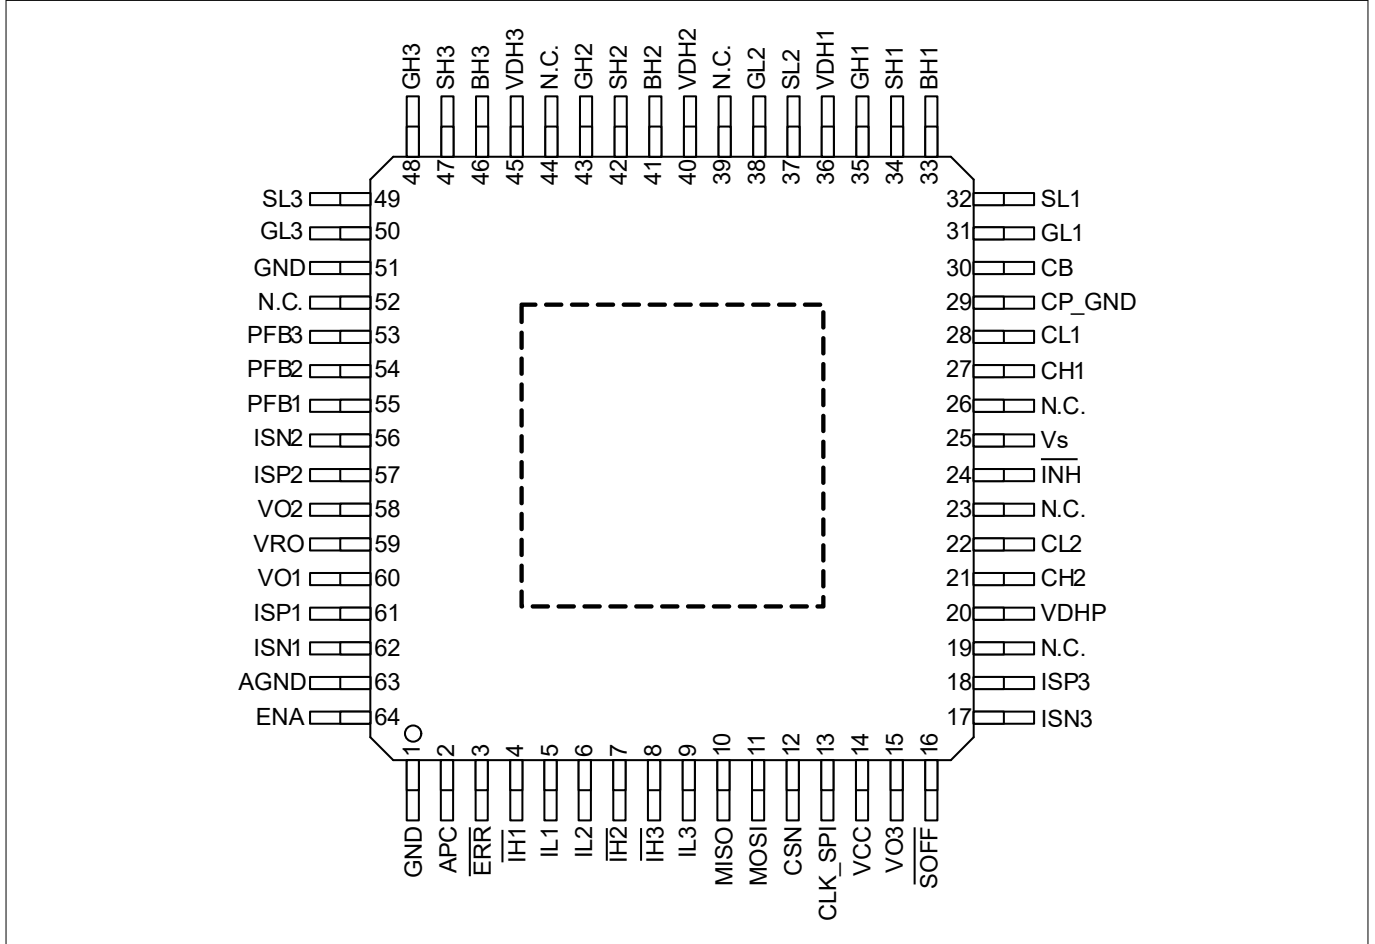 GH3 SH3 BH3 VDH3 N.C. GH2 SH2 BH2 VDH2 N.C. GL2 SL2 VDH1 GH1 SH1 BH1
48 47 46 45 44 43 42 41 40 39 38 37 36 35 34 33
SL3 49 32 SL1
GL3 50 31 GL1
GND 51 30 CB
N.C. 52 29 CP_GND
PFB3 53 28 CL1
PFB2 54 27 CH1
PFB1 55 26 N.C.
ISN2 56 25 Vs
ISP2 57 24 I̅N̅H̅
VO2 58 23 N.C.
VRO 59 22 CL2
VO1 60 21 CH2
ISP1 61 20 VDHP
ISN1 62 19 N.C.
AGND 63 18 ISP3
ENA 64 17 ISN3
1 2 3 4 5 6 7 8 9 10 11 12 13 14 15 16
GND APC E̅R̅R̅ I̅H̅1̅ IL1 IL2 I̅H̅2̅ I̅H̅3̅ IL3 MISO MOSI CSN CLK_SPI VCC VO3 S̅O̅F̅F̅